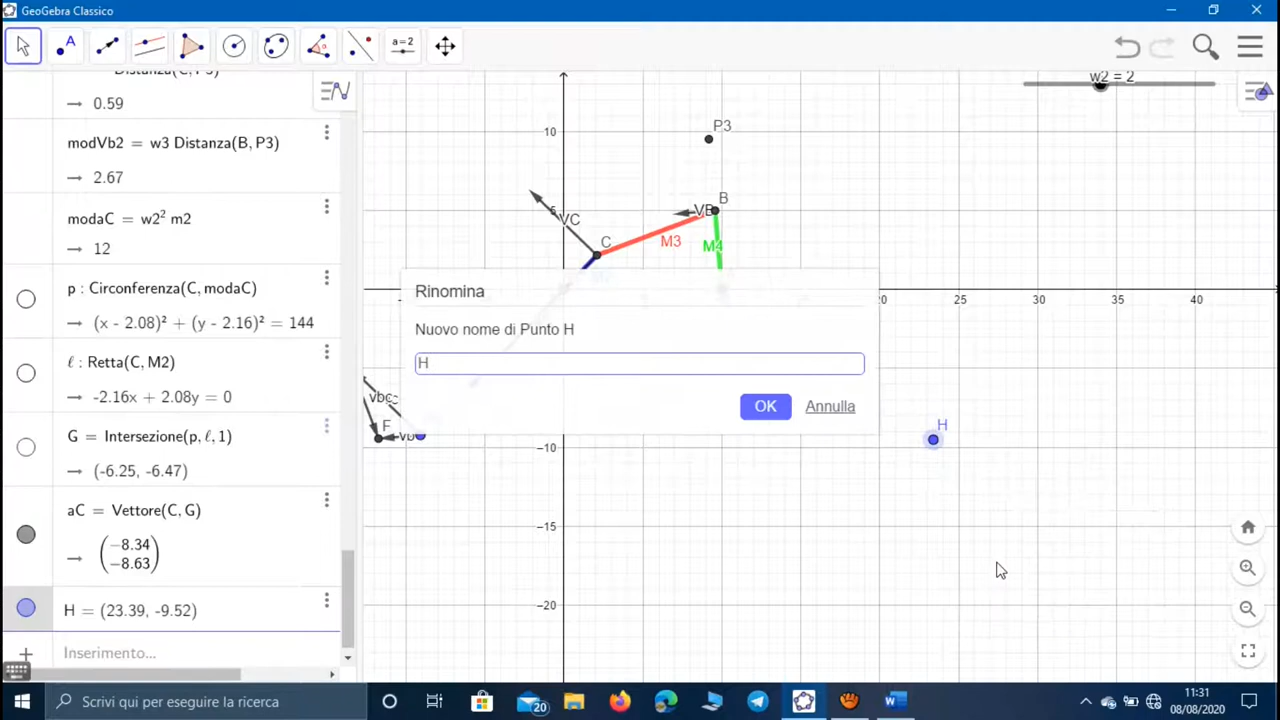 GeoGebra Classico
a=2
Distanza(C, P3)
→ 0.59
modVb2 = w3 Distanza(B, P3)
→ 2.67
modaC = w2² m2
→ 12
p : Circonferenza(C, modaC)
→ (x - 2.08)² + (y - 2.16)² = 144
ℓ : Retta(C, M2)
→ -2.16x + 2.08y = 0
G = Intersezione(p, ℓ, 1)
→ (-6.25, -6.47)
aC = Vettore(C, G)
→ (−8.34
−8.63)
H = (23.39, -9.52)
Inserimento...
w2 = 2
P3
10
B
5
VC
VB
C
M3
M4
20
25
30
35
40
Rinomina
Nuovo nome di Punto H
H
OK
Annulla
vbc
F
vb
-10
H
-15
-20
Scrivi qui per eseguire la ricerca
20
W
11:31
08/08/2020